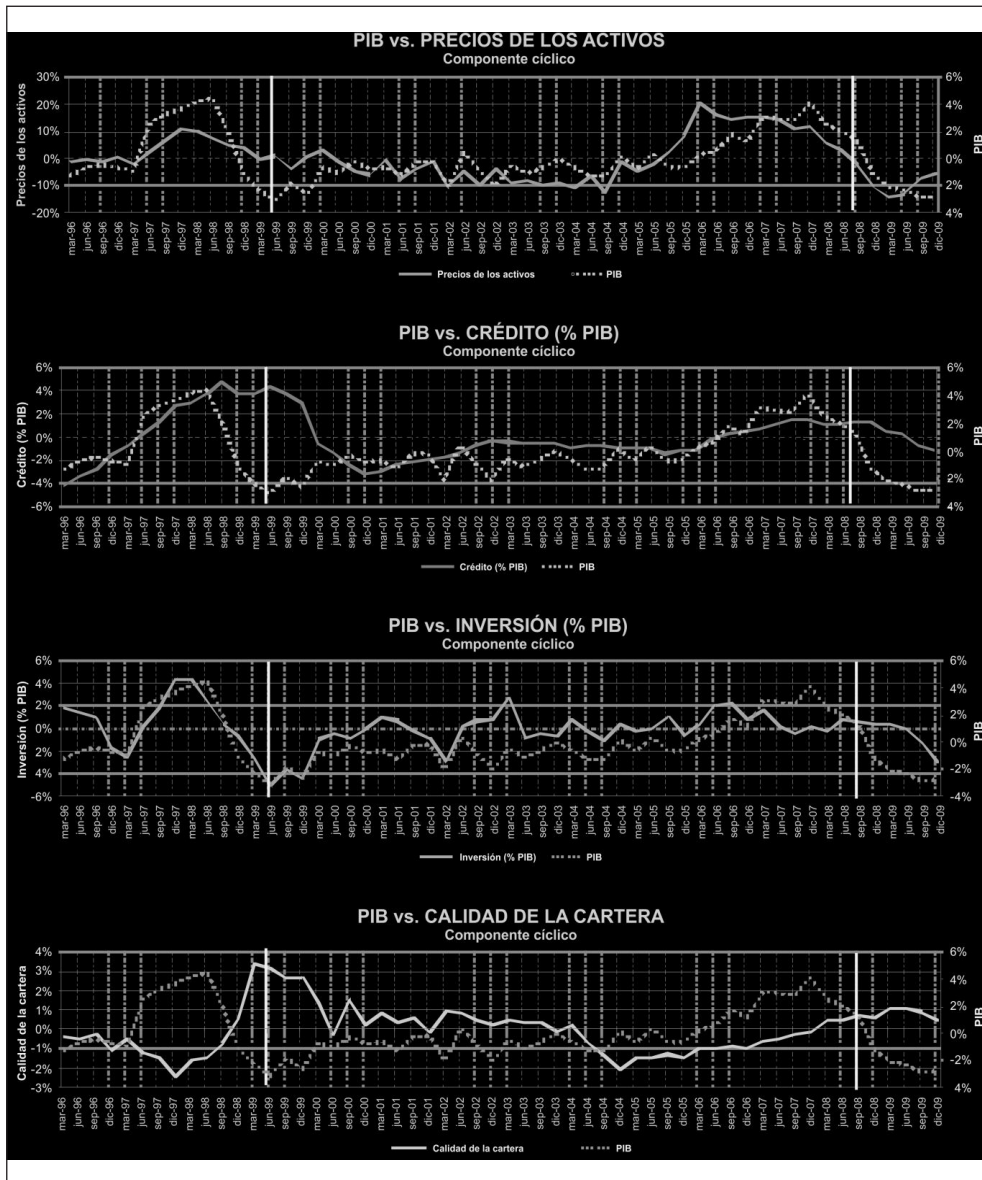 PIB vs. PRECIOS DE LOS ACTIVOS
Componente cíclico
Precios de los activos
30%
20%
10%
0%
-10%
-20%
6%
4%
2%
0%
2%
4%
PIB
mar-96 jun-96 sep-96 dic-96 mar-97 jun-97 sep-97 dic-97 mar-98 jun-98 sep-98 dic-98 mar-99 jun-99 sep-99 dic-99 mar-00 jun-00 sep-00 dic-00 mar-01 jun-01 sep-01 dic-01 mar-02 jun-02 sep-02 dic-02 mar-03 jun-03 sep-03 dic-03 mar-04 jun-04 sep-04 dic-04 mar-05 jun-05 sep-05 dic-05 mar-06 jun-06 sep-06 dic-06 mar-07 jun-07 sep-07 dic-07 mar-08 jun-08 sep-08 dic-08 mar-09 jun-09 sep-09 dic-09
Precios de los activos PIB
PIB vs. CRÉDITO (% PIB)
Componente cíclico
Crédito (% PIB)
6%
4%
2%
0%
-2%
-4%
-6%
6%
4%
2%
0%
2%
4%
PIB
mar-96 jun-96 sep-96 dic-96 mar-97 jun-97 sep-97 dic-97 mar-98 jun-98 sep-98 dic-98 mar-99 jun-99 sep-99 dic-99 mar-00 jun-00 sep-00 dic-00 mar-01 jun-01 sep-01 dic-01 mar-02 jun-02 sep-02 dic-02 mar-03 jun-03 sep-03 dic-03 mar-04 jun-04 sep-04 dic-04 mar-05 jun-05 sep-05 dic-05 mar-06 jun-06 sep-06 dic-06 mar-07 jun-07 sep-07 dic-07 mar-08 jun-08 sep-08 dic-08 mar-09 jun-09 sep-09 dic-09
Crédito (% PIB) PIB
PIB vs. INVERSIÓN (% PIB)
Componente cíclico
Inversión (% PIB)
6%
4%
2%
0%
2%
4%
-6%
6%
4%
2%
0%
-2%
-4%
PIB
mar-96 jun-96 sep-96 dic-96 mar-97 jun-97 sep-97 dic-97 mar-98 jun-98 sep-98 dic-98 mar-99 jun-99 sep-99 dic-99 mar-00 jun-00 sep-00 dic-00 mar-01 jun-01 sep-01 dic-01 mar-02 jun-02 sep-02 dic-02 mar-03 jun-03 sep-03 dic-03 mar-04 jun-04 sep-04 dic-04 mar-05 jun-05 sep-05 dic-05 mar-06 jun-06 sep-06 dic-06 mar-07 jun-07 sep-07 dic-07 mar-08 jun-08 sep-08 dic-08 mar-09 jun-09 sep-09 dic-09
Inversión (% PIB) PIB
PIB vs. CALIDAD DE LA CARTERA
Componente cíclico
Calidad de la cartera
4%
3%
2%
1%
0%
-1%
-2%
-3%
6%
4%
2%
0%
-2%
4%
PIB
mar-96 jun-96 sep-96 dic-96 mar-97 jun-97 sep-97 dic-97 mar-98 jun-98 sep-98 dic-98 mar-99 jun-99 sep-99 dic-99 mar-00 jun-00 sep-00 dic-00 mar-01 jun-01 sep-01 dic-01 mar-02 jun-02 sep-02 dic-02 mar-03 jun-03 sep-03 dic-03 mar-04 jun-04 sep-04 dic-04 mar-05 jun-05 sep-05 dic-05 mar-06 jun-06 sep-06 dic-06 mar-07 jun-07 sep-07 dic-07 mar-08 jun-08 sep-08 dic-08 mar-09 jun-09 sep-09 dic-09
Calidad de la cartera PIB